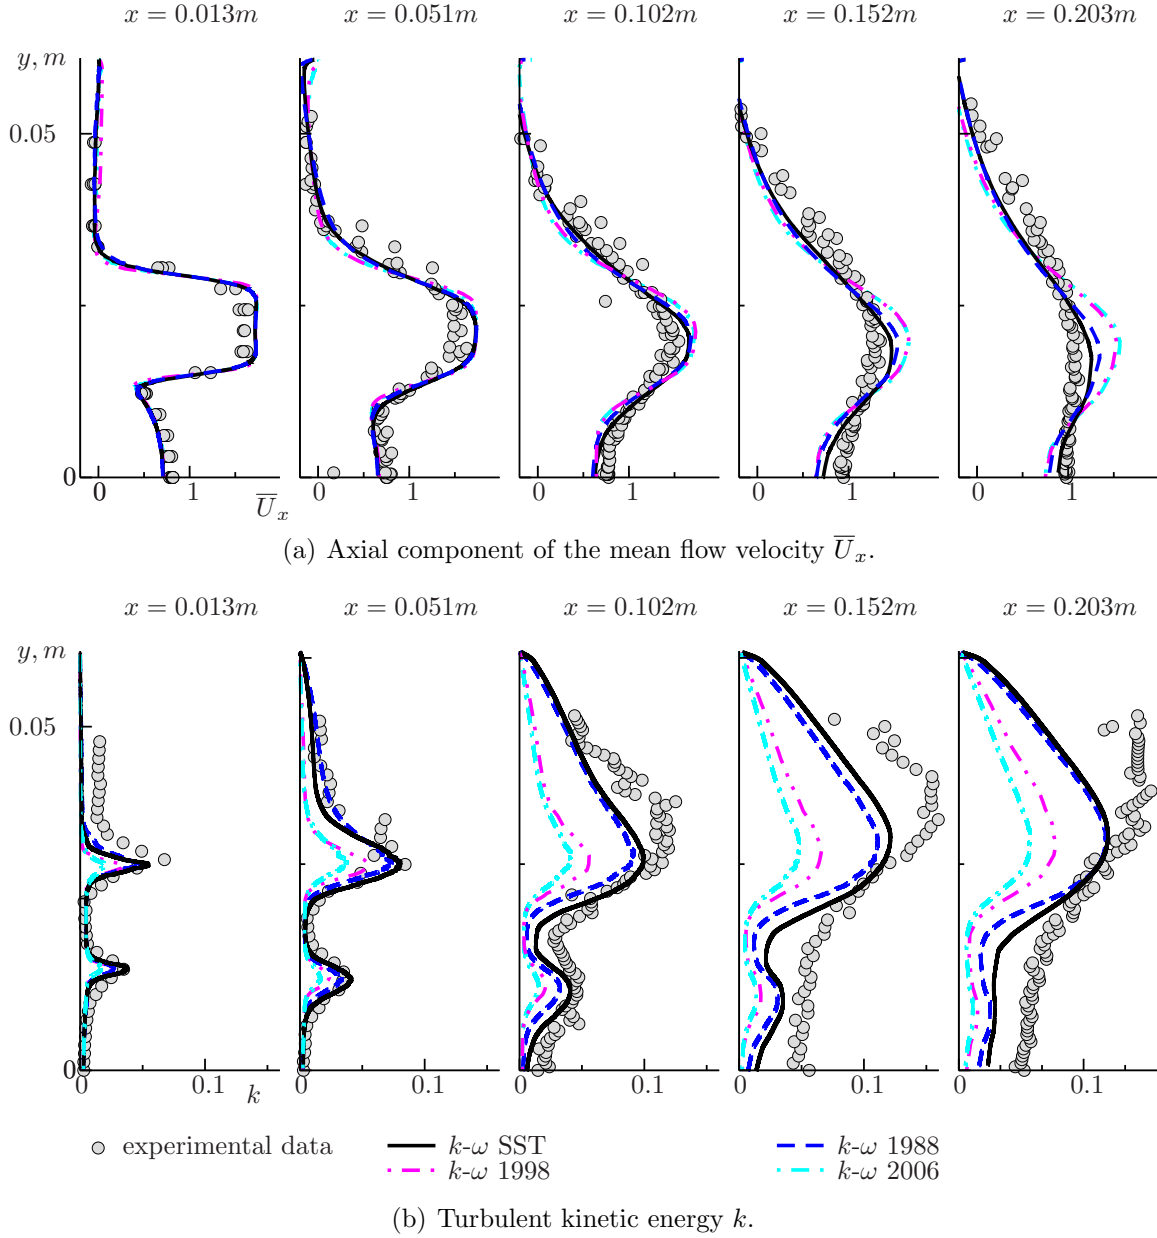 x = 0.013m x = 0.051m x = 0.102m x = 0.152m x = 0.203m
y, m
0.05
0
0 1 0 1 0 1 0 1 0 1
U̅x
(a) Axial component of the mean flow velocity U̅x.
x = 0.013m x = 0.051m x = 0.102m x = 0.152m x = 0.203m
y, m
0.05
0
0 0.1 0 0.1 0 0.1 0 0.1 0 0.1
k
experimental data k-ω SST k-ω 1988
k-ω 1998 k-ω 2006
(b) Turbulent kinetic energy k.